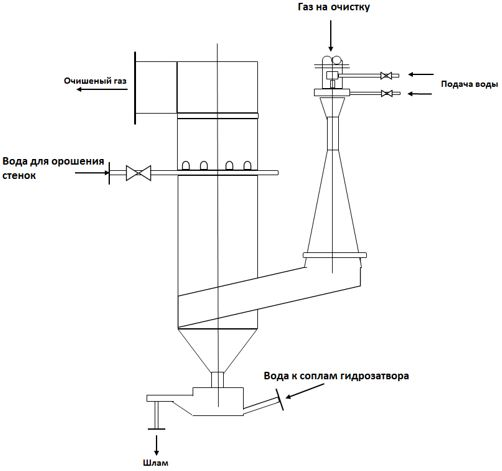 Газ на очистку
Очишеный газ
Подача воды
Вода для орошения
стенок
Вода к соплам гидрозатвора
Шлам